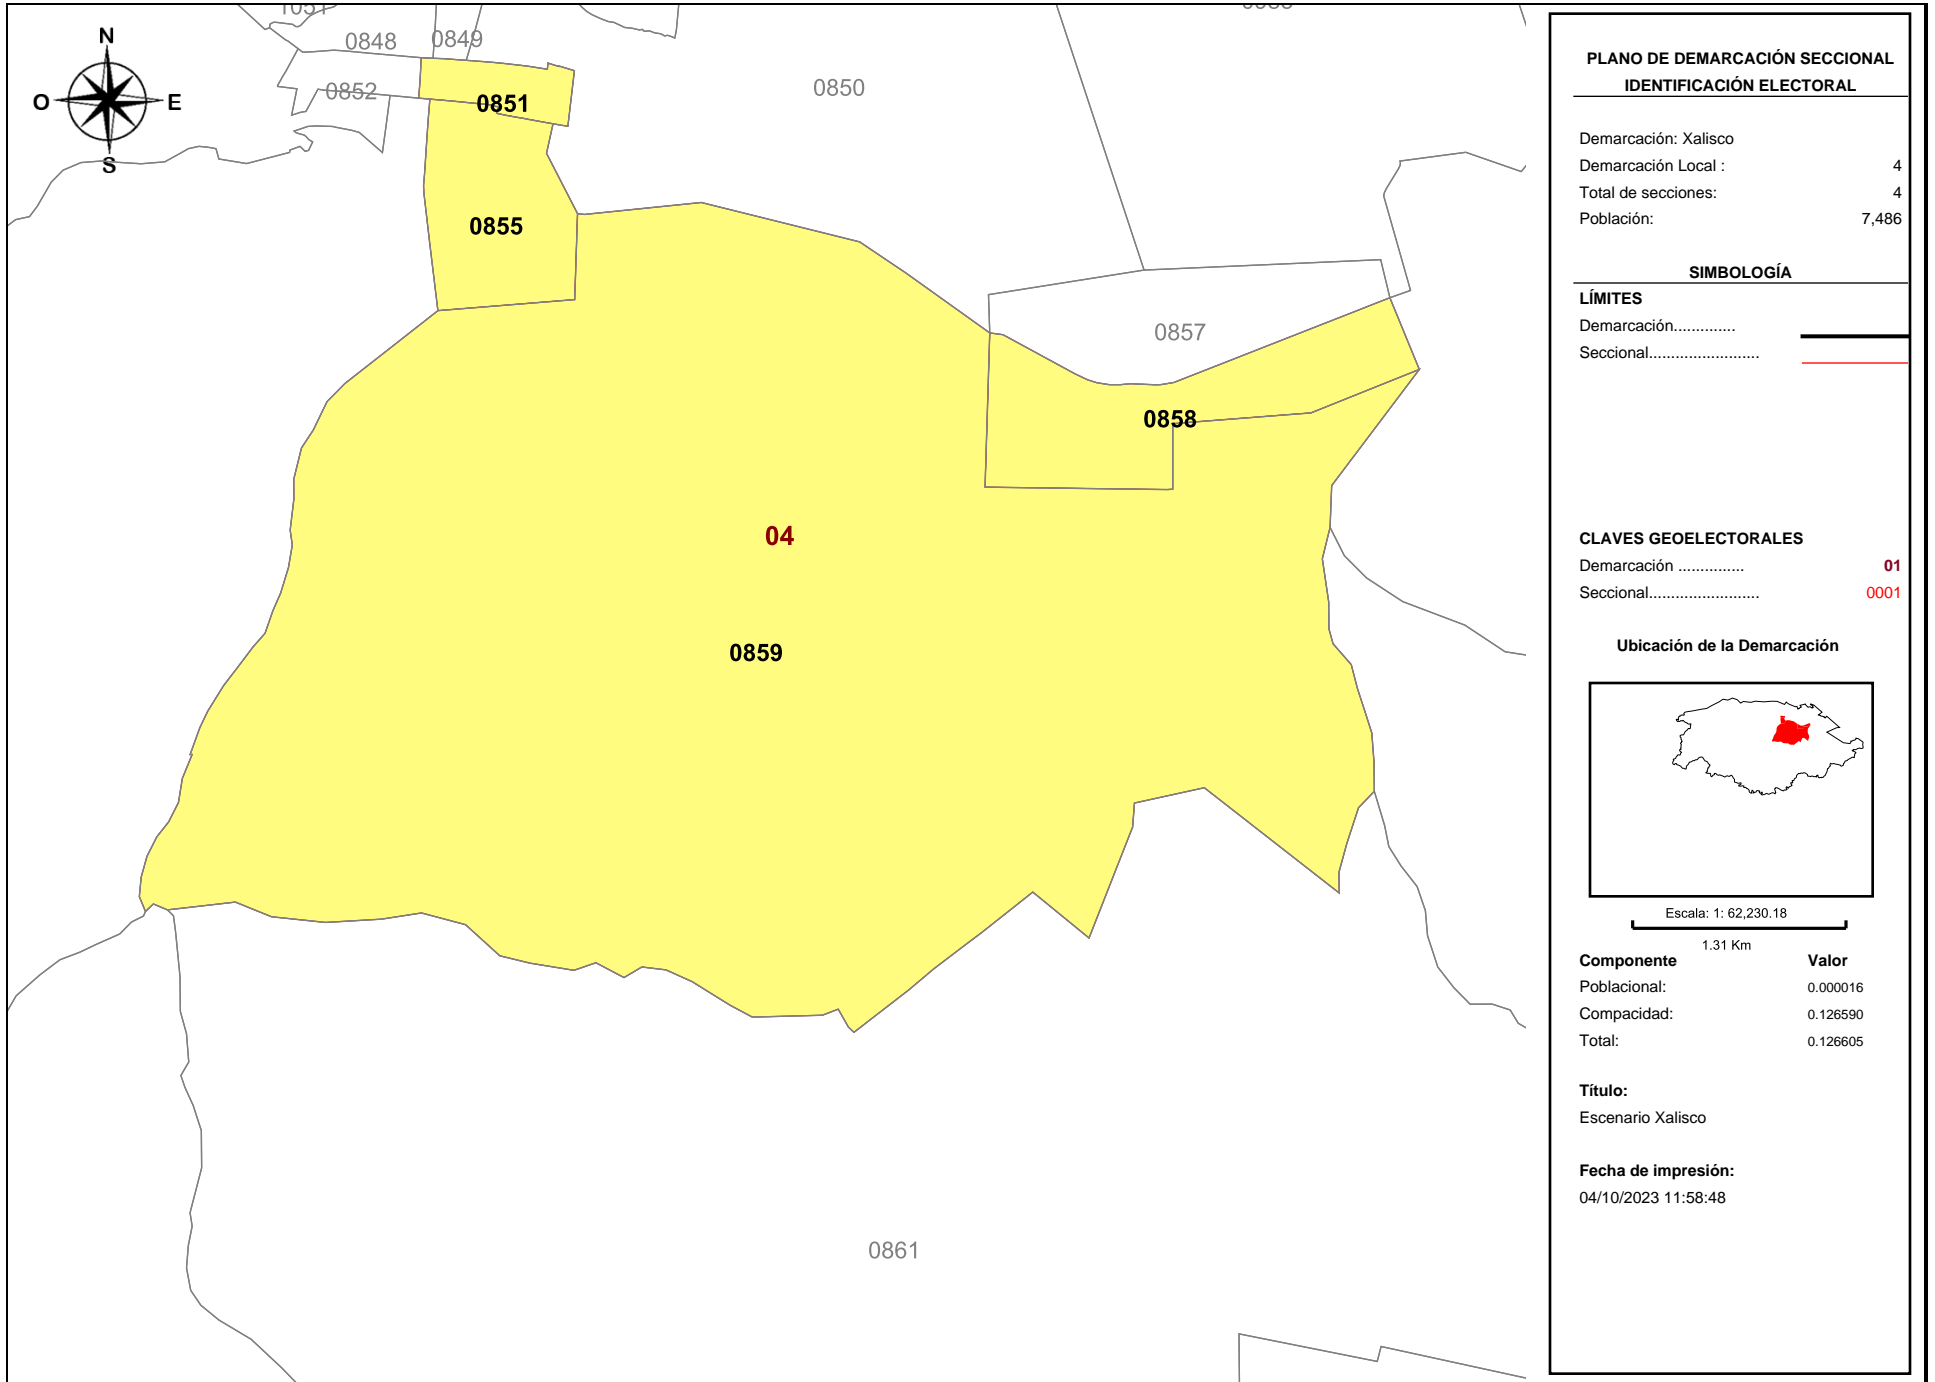 N
O
E
S
1051
0848
0849
0852
0851
0850
0855
0857
0858
04
0859
0861
PLANO DE DEMARCACIÓN SECCIONAL
IDENTIFICACIÓN ELECTORAL
Demarcación: Xalisco
Demarcación Local : 4
Total de secciones: 4
Población: 7,486
SIMBOLOGÍA
LÍMITES
Demarcación..............
Seccional.........................
CLAVES GEOELECTORALES
Demarcación ............... 01
Seccional......................... 0001
Ubicación de la Demarcación
Escala: 1: 62,230.18
1.31 Km
Componente Valor
Poblacional: 0.000016
Compacidad: 0.126590
Total: 0.126605
Título:
Escenario Xalisco
Fecha de impresión:
04/10/2023 11:58:48